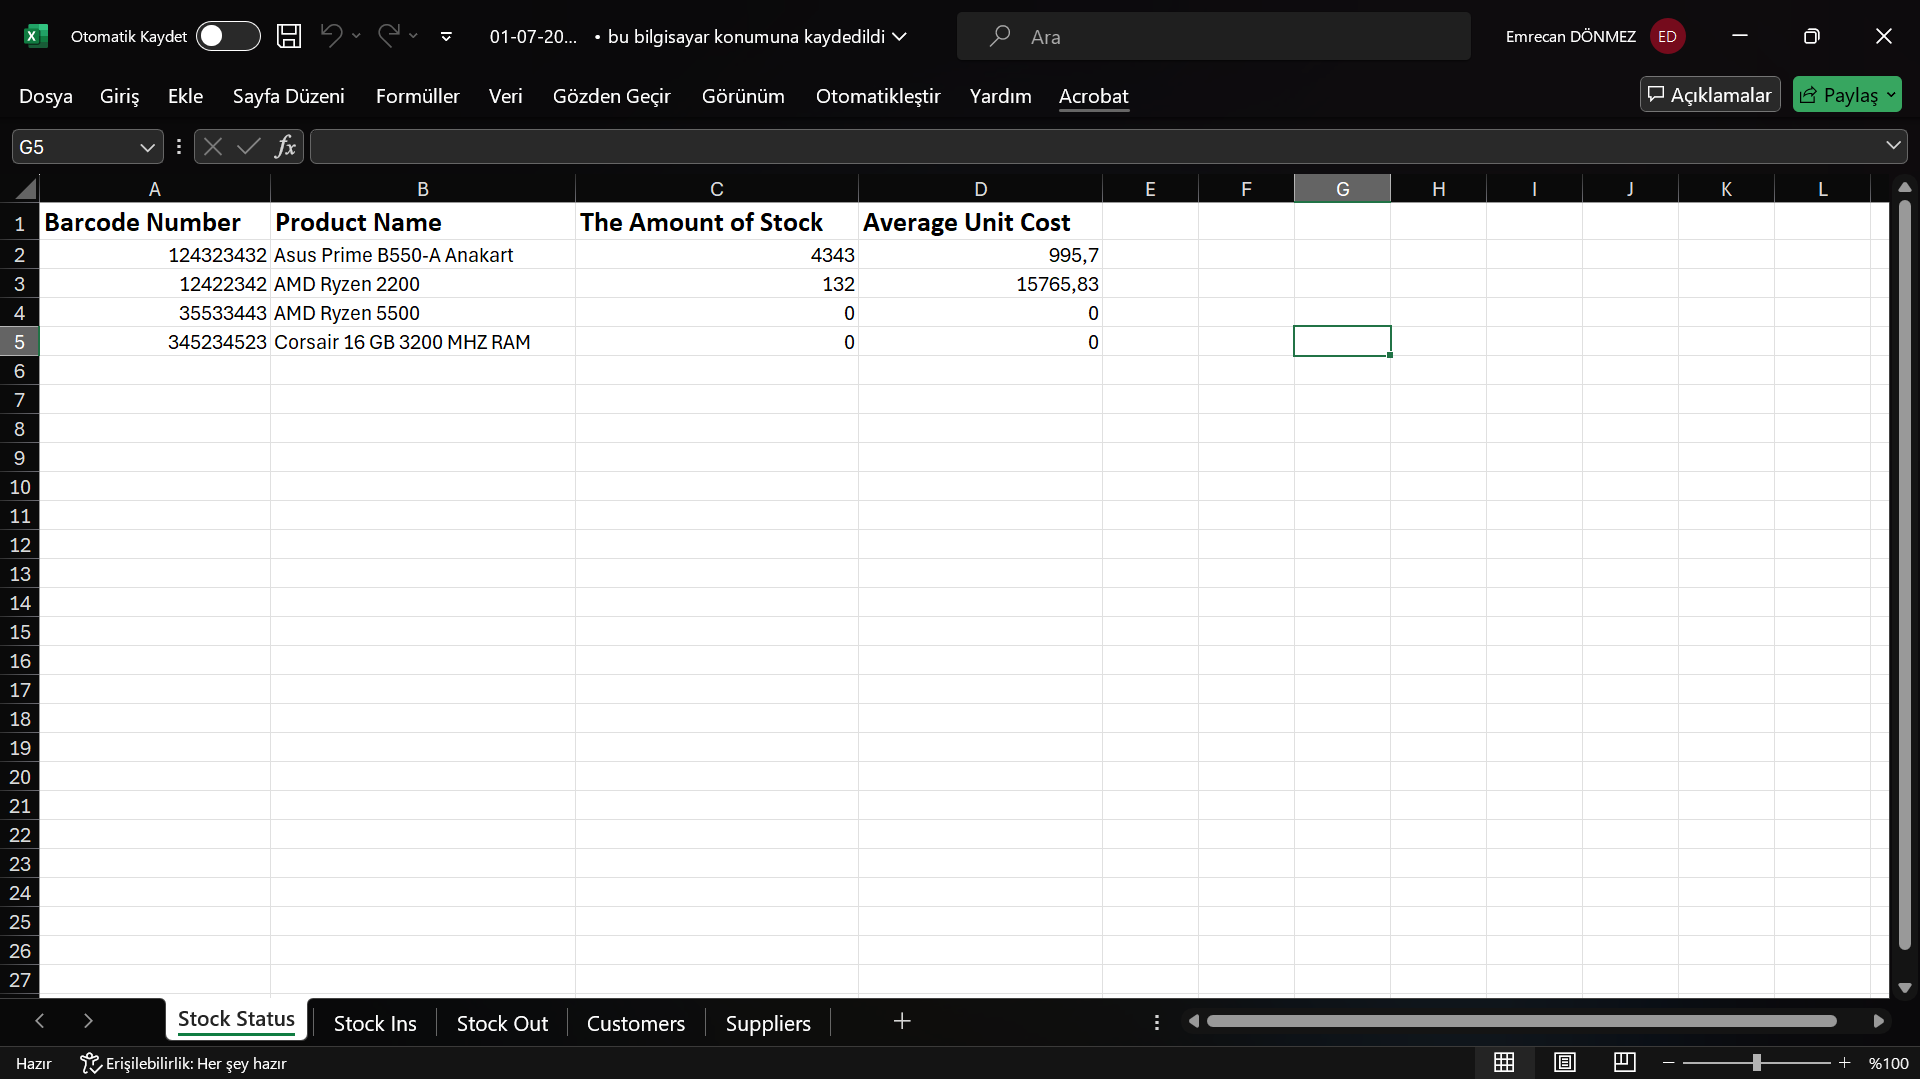 Otomatik Kaydet 01-07-20... • bu bilgisayar konumuna kaydedildi Ara Emrecan DÖNMEZ ED
Dosya Giriş Ekle Sayfa Düzeni Formüller Veri Gözden Geçir Görünüm Otomatikleştir Yardım Acrobat Açıklamalar Paylaş
G5 fx
A B C D E F G H I J K L
1 Barcode Number Product Name The Amount of Stock Average Unit Cost
2 124323432 Asus Prime B550-A Anakart 4343 995,7
3 12422342 AMD Ryzen 2200 132 15765,83
4 35533443 AMD Ryzen 5500 0 0
5 345234523 Corsair 16 GB 3200 MHZ RAM 0 0
6
7
8
9
10
11
12
13
14
15
16
17
18
19
20
21
22
23
24
25
26
27
Stock Status Stock Ins Stock Out Customers Suppliers
Hazır Erişilebilirlik: Her şey hazır %100